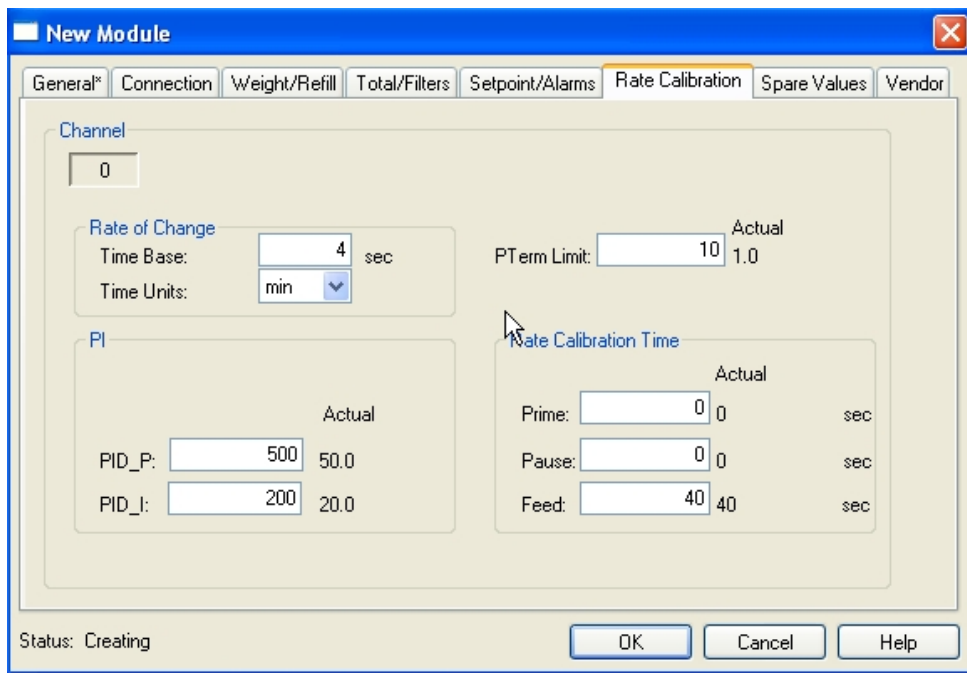 New Module
General* Connection Weight/Refill Total/Filters Setpoint/Alarms Rate Calibration Spare Values Vendor
Channel
0
Rate of Change
Time Base: 4 sec
Time Units: min
Actual
PTerm Limit: 10 1.0
PI
Actual
PID_P: 500 50.0
PID_I: 200 20.0
Rate Calibration Time
Actual
Prime: 0 0 sec
Pause: 0 0 sec
Feed: 40 40 sec
Status: Creating
OK Cancel Help